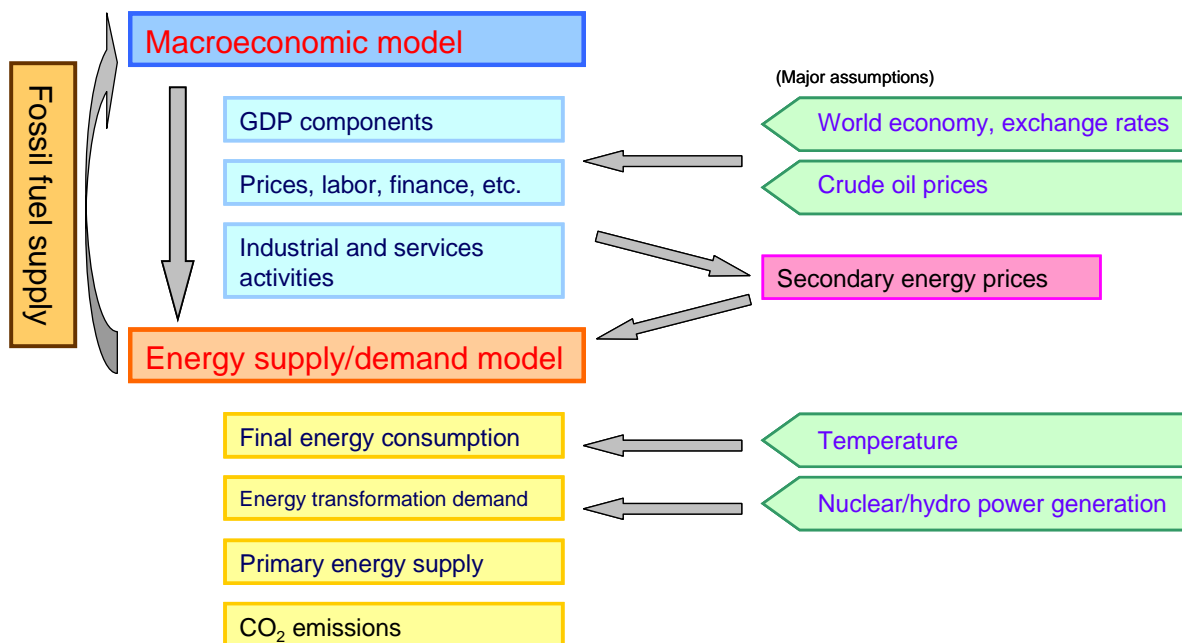 Macroeconomic model
Fossil fuel supply
(Major assumptions)
GDP components
World economy, exchange rates
Prices, labor, finance, etc.
Crude oil prices
Industrial and services
activities
Secondary energy prices
Energy supply/demand model
Final energy consumption
Temperature
Energy transformation demand
Nuclear/hydro power generation
Primary energy supply
CO₂ emissions